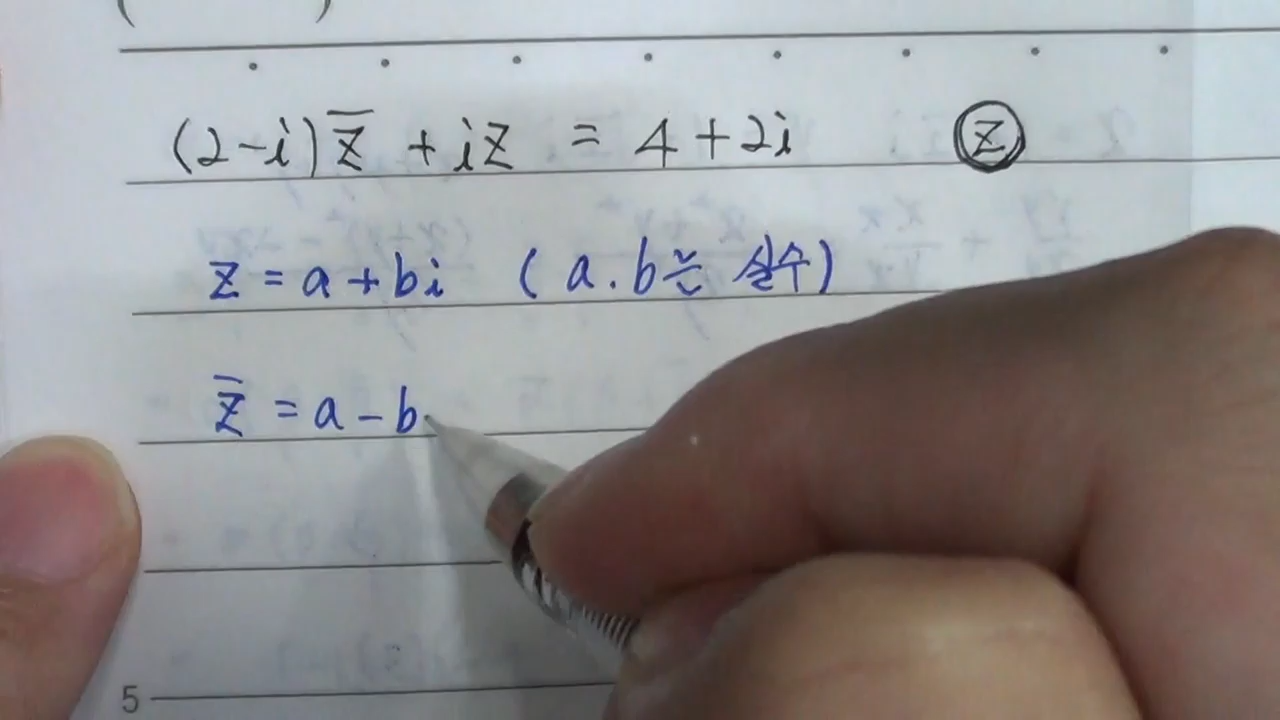 (2-i)z̅ + iz = 4+2i ⓩ
z = a+bi (a.b는 실수)
z̅ = a-b
5